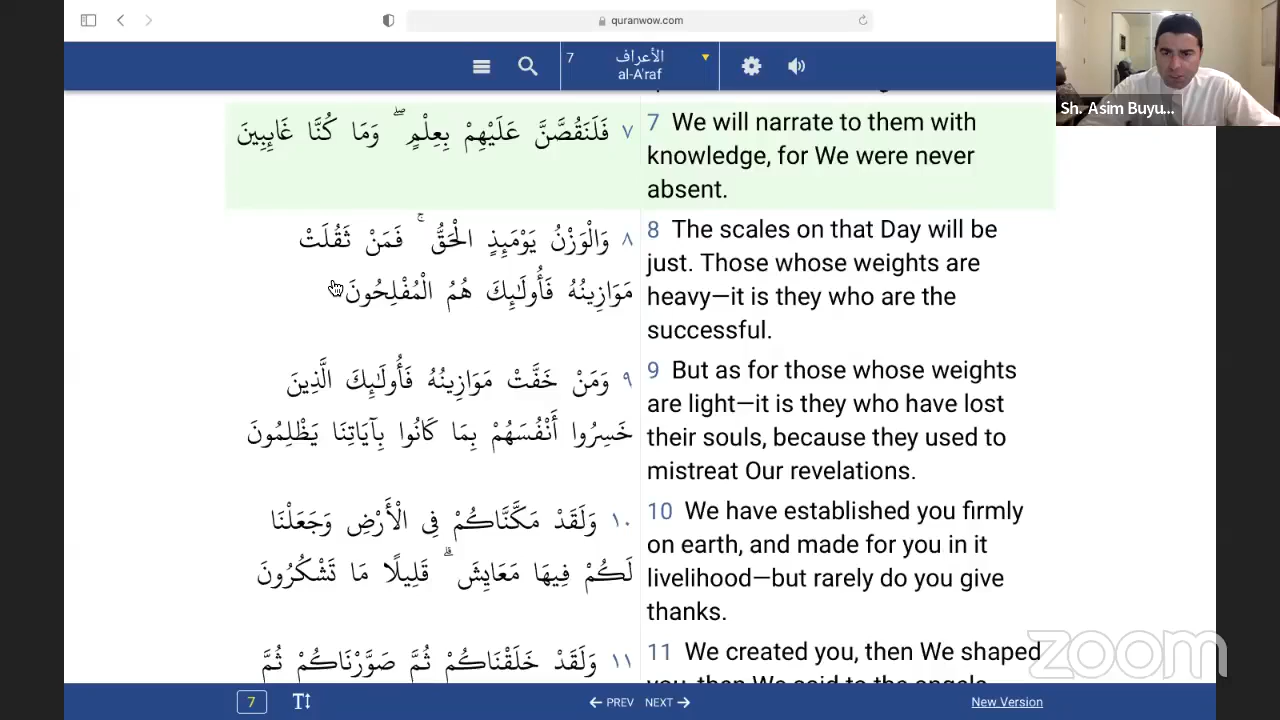 quranwow.com
7 الأعراف
al-A'raf
Sh. Asim Buyu...
٧ فَلَنَقُصَّنَّ عَلَيْهِمْ بِعِلْمٍ ۖ وَمَا كُنَّا غَائِبِينَ
7 We will narrate to them with
knowledge, for We were never
absent.
٨ وَالْوَزْنُ يَوْمَئِذٍ الْحَقُّ ۚ فَمَنْ ثَقُلَتْ
مَوَازِينُهُ فَأُولَٰئِكَ هُمُ الْمُفْلِحُونَ
8 The scales on that Day will be
just. Those whose weights are
heavy—it is they who are the
successful.
٩ وَمَنْ خَفَّتْ مَوَازِينُهُ فَأُولَٰئِكَ الَّذِينَ
خَسِرُوا أَنْفُسَهُمْ بِمَا كَانُوا بِآيَاتِنَا يَظْلِمُونَ
9 But as for those whose weights
are light—it is they who have lost
their souls, because they used to
mistreat Our revelations.
١٠ وَلَقَدْ مَكَّنَّاكُمْ فِي الْأَرْضِ وَجَعَلْنَا
لَكُمْ فِيهَا مَعَايِشَ ۗ قَلِيلًا مَا تَشْكُرُونَ
10 We have established you firmly
on earth, and made for you in it
livelihood—but rarely do you give
thanks.
١١ وَلَقَدْ خَلَقْنَاكُمْ ثُمَّ صَوَّرْنَاكُمْ ثُمَّ
11 We created you, then We shaped
you, then We said to the angels
zoom
7 T↕ ← PREV NEXT → New Version